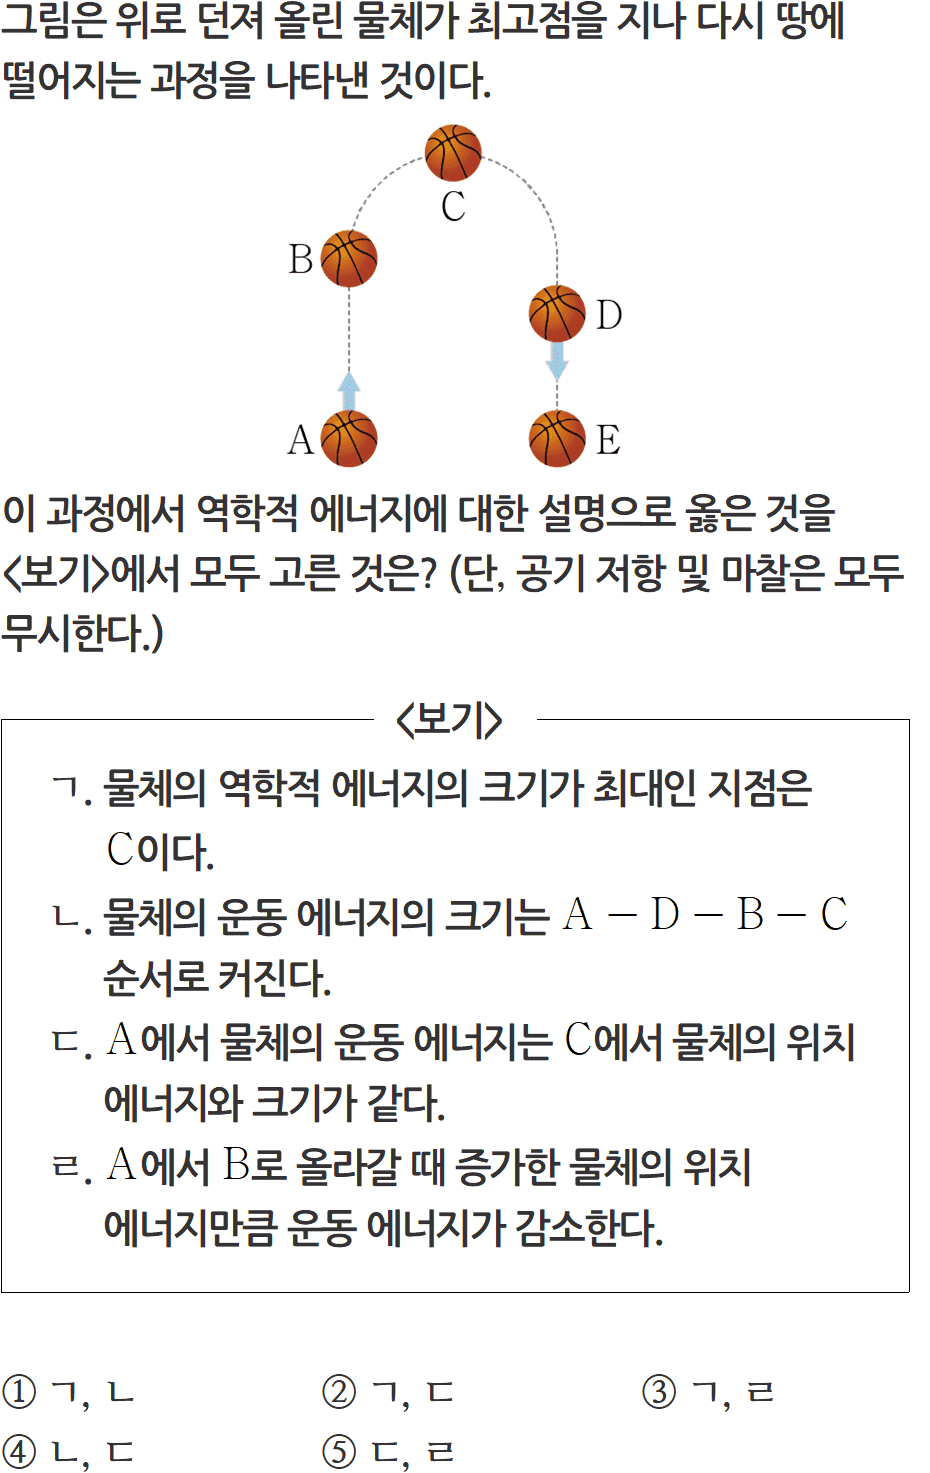 그림은 위로 던져 올린 물체가 최고점을 지나 다시 땅에
떨어지는 과정을 나타낸 것이다.
C
B
D
A
E
이 과정에서 역학적 에너지에 대한 설명으로 옳은 것을
<보기>에서 모두 고른 것은? (단, 공기 저항 및 마찰은 모두
무시한다.)
<보기>
ㄱ. 물체의 역학적 에너지의 크기가 최대인 지점은
C이다.
ㄴ. 물체의 운동 에너지의 크기는 A - D - B - C
순서로 커진다.
ㄷ. A에서 물체의 운동 에너지는 C에서 물체의 위치
에너지와 크기가 같다.
ㄹ. A에서 B로 올라갈 때 증가한 물체의 위치
에너지만큼 운동 에너지가 감소한다.
① ㄱ, ㄴ ② ㄱ, ㄷ ③ ㄱ, ㄹ
④ ㄴ, ㄷ ⑤ ㄷ, ㄹ